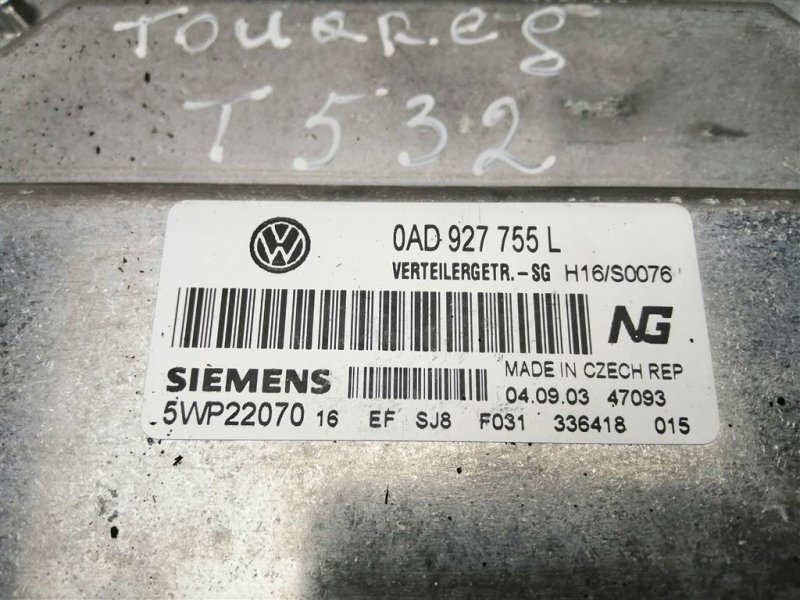 Touareg
T532
0AD 927 755 L
VERTEILERGETR.-SG H16/S0076
NG
SIEMENS
MADE IN CZECH REP
04.09.03 47093
5WP22070 16 EF SJ8 F031 336418 015